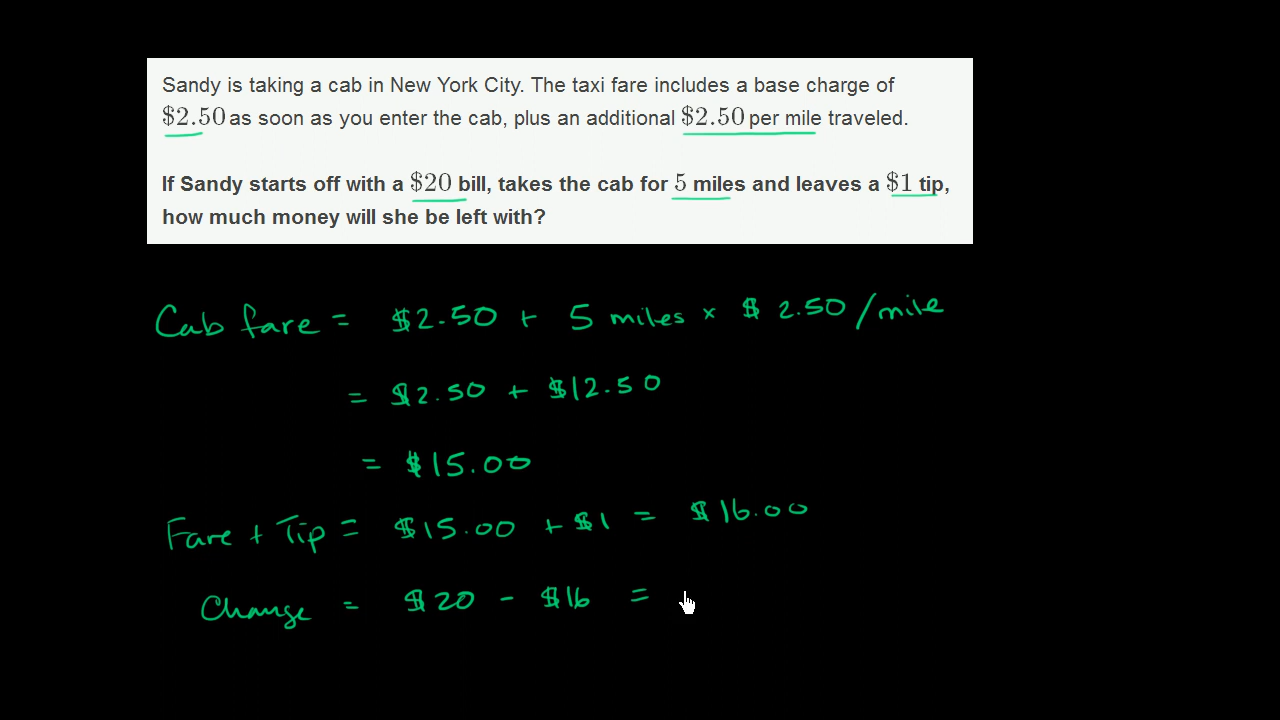 Sandy is taking a cab in New York City. The taxi fare includes a base charge of
$2.50 as soon as you enter the cab, plus an additional $2.50 per mile traveled.
If Sandy starts off with a $20 bill, takes the cab for 5 miles and leaves a $1 tip,
how much money will she be left with?
Cab fare = $2.50 + 5 miles × $2.50/mile
= $2.50 + $12.50
= $15.00
Fare + Tip = $15.00 + $1 = $16.00
Change = $20 - $16 =